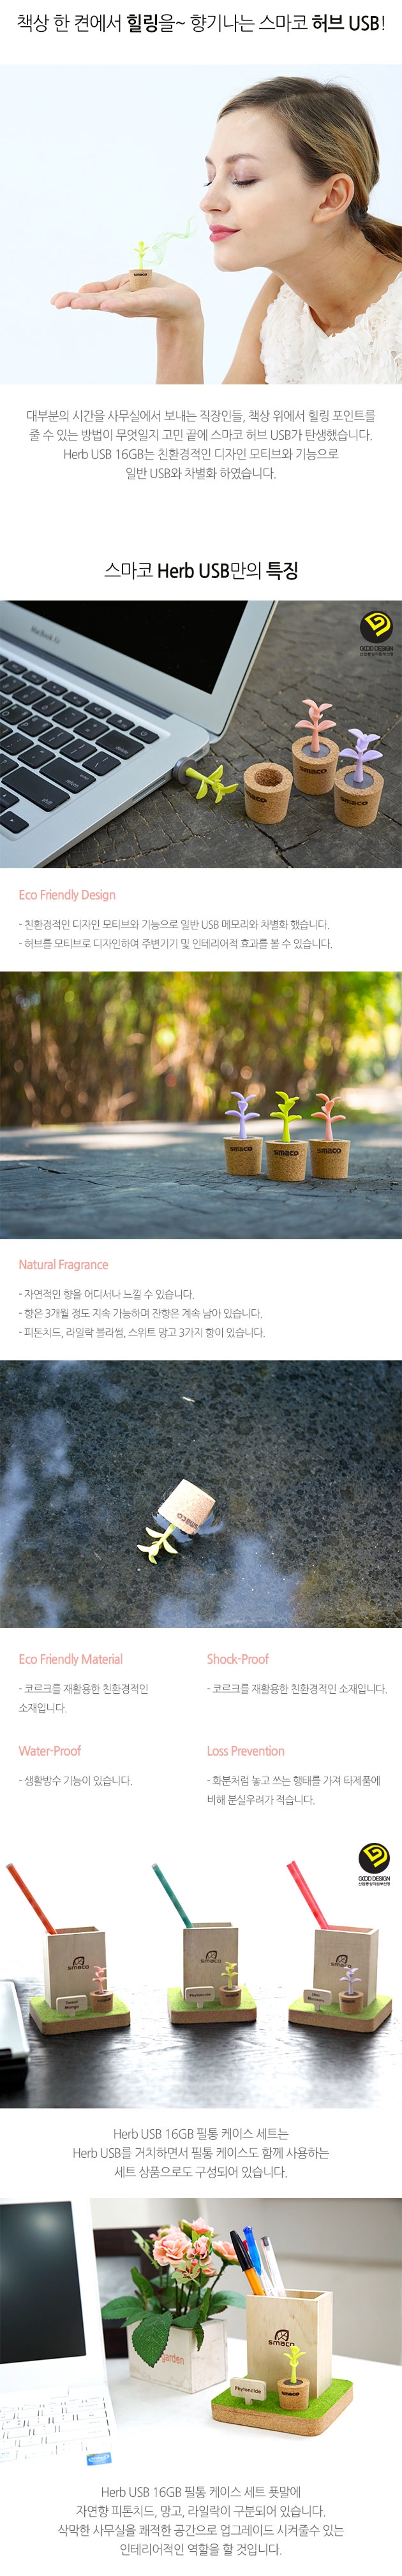 책상 한 켠에서 힐링을~ 향기나는 스마코 허브 USB!
smaco
대부분의 시간을 사무실에서 보내는 직장인들, 책상 위에서 힐링 포인트를
줄 수 있는 방법이 무엇일지 고민 끝에 스마코 허브 USB가 탄생했습니다.
Herb USB 16GB는 친환경적인 디자인 모티브와 기능으로
일반 USB와 차별화 하였습니다.
스마코 Herb USB만의 특징
MacBook Air
GOOD DESIGN
smaco
smaco
smaco
Eco Friendly Design
- 친환경적인 디자인 모티브와 기능으로 일반 USB 메모리와 차별화 했습니다.
- 허브를 모티브로 디자인하여 주변기기 및 인테리어적 효과를 볼 수 있습니다.
smaco
smaco
smaco
Natural Fragrance
- 자연적인 향을 어디서나 느낄 수 있습니다.
- 향은 3개월 정도 지속 가능하며 잔향은 계속 남아 있습니다.
- 피톤치드, 라일락 블라썸, 스위트 망고 3가지 향이 있습니다.
smaco
Eco Friendly Material
- 코르크를 재활용한 친환경적인
소재입니다.
Shock-Proof
- 코르크를 재활용한 친환경적인 소재입니다.
Water-Proof
- 생활방수 기능이 있습니다.
Loss Prevention
- 화분처럼 놓고 쓰는 행태를 가져 타제품에
비해 분실우려가 적습니다.
GOOD DESIGN
smaco
smaco
smaco
Sweet
Mango
Phytoncide
Lilac
Blossom
Herb USB 16GB 필통 케이스 세트는
Herb USB를 거치하면서 필통 케이스도 함께 사용하는
세트 상품으로도 구성되어 있습니다.
garden
smaco
Phytoncide
smaco
Herb USB 16GB 필통 케이스 세트 푯말에
자연향 피톤치드, 망고, 라일락이 구분되어 있습니다.
삭막한 사무실을 쾌적한 공간으로 업그레이드 시켜줄수 있는
인테리어적인 역할을 할 것입니다.